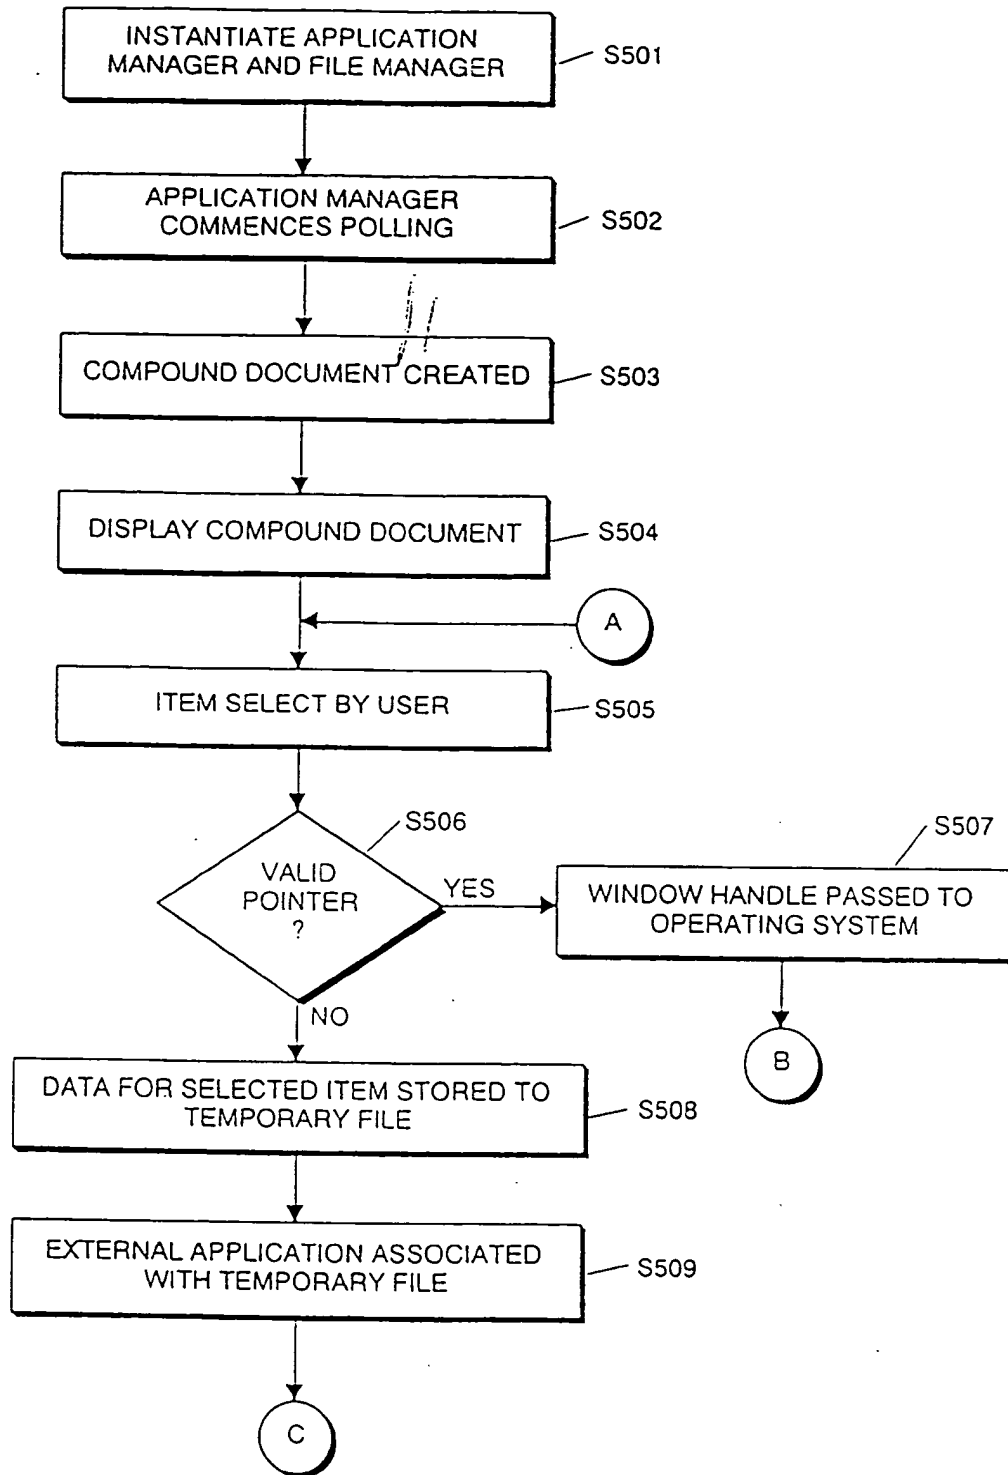 INSTANTIATE APPLICATION
MANAGER AND FILE MANAGER
S501
APPLICATION MANAGER
COMMENCES POLLING
S502
COMPOUND DOCUMENT CREATED
S503
DISPLAY COMPOUND DOCUMENT
S504
A
ITEM SELECT BY USER
S505
S506
VALID
POINTER
?
YES
S507
WINDOW HANDLE PASSED TO
OPERATING SYSTEM
B
NO
DATA FOR SELECTED ITEM STORED TO
TEMPORARY FILE
S508
EXTERNAL APPLICATION ASSOCIATED
WITH TEMPORARY FILE
S509
C